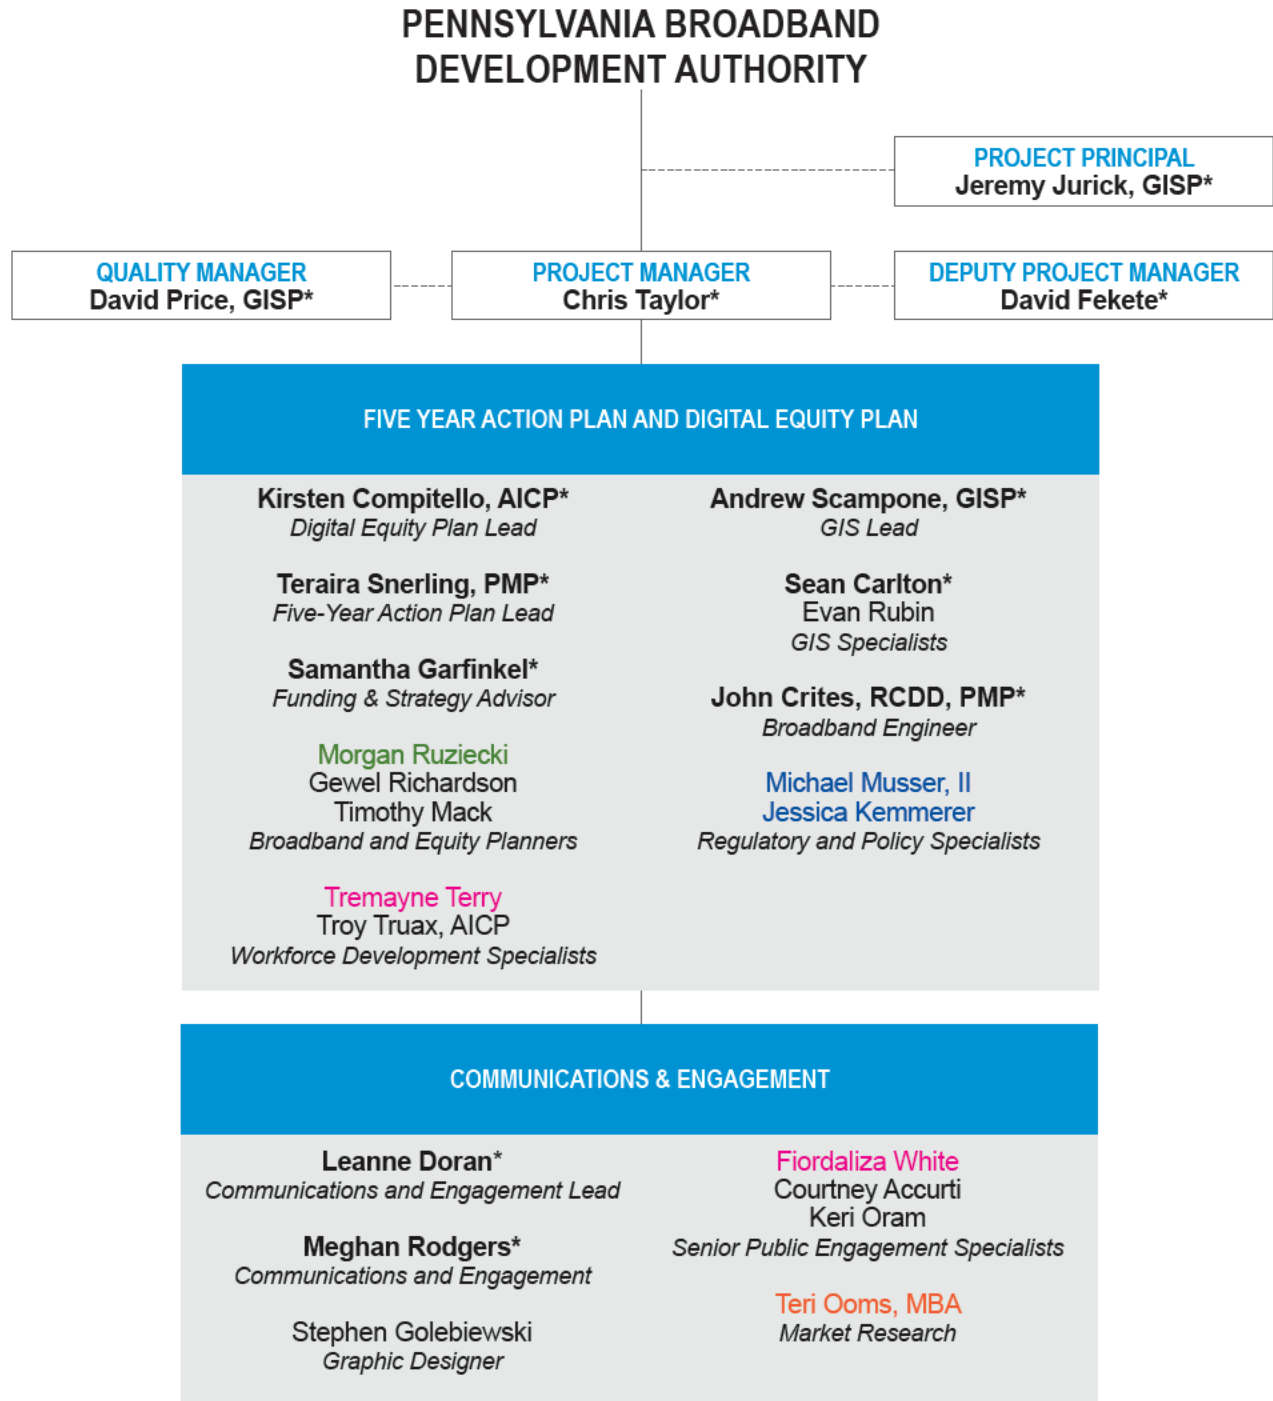 PENNSYLVANIA BROADBAND
DEVELOPMENT AUTHORITY
PROJECT PRINCIPAL
Jeremy Jurick, GISP*
QUALITY MANAGER
David Price, GISP*
PROJECT MANAGER
Chris Taylor*
DEPUTY PROJECT MANAGER
David Fekete*
FIVE YEAR ACTION PLAN AND DIGITAL EQUITY PLAN
Kirsten Compitello, AICP*
Digital Equity Plan Lead
Teraira Snerling, PMP*
Five-Year Action Plan Lead
Samantha Garfinkel*
Funding & Strategy Advisor
Morgan Ruziecki
Gewel Richardson
Timothy Mack
Broadband and Equity Planners
Tremayne Terry
Troy Truax, AICP
Workforce Development Specialists
Andrew Scampone, GISP*
GIS Lead
Sean Carlton*
Evan Rubin
GIS Specialists
John Crites, RCDD, PMP*
Broadband Engineer
Michael Musser, II
Jessica Kemmerer
Regulatory and Policy Specialists
COMMUNICATIONS & ENGAGEMENT
Leanne Doran*
Communications and Engagement Lead
Meghan Rodgers*
Communications and Engagement
Stephen Golebiewski
Graphic Designer
Fiordaliza White
Courtney Accurti
Keri Oram
Senior Public Engagement Specialists
Teri Ooms, MBA
Market Research